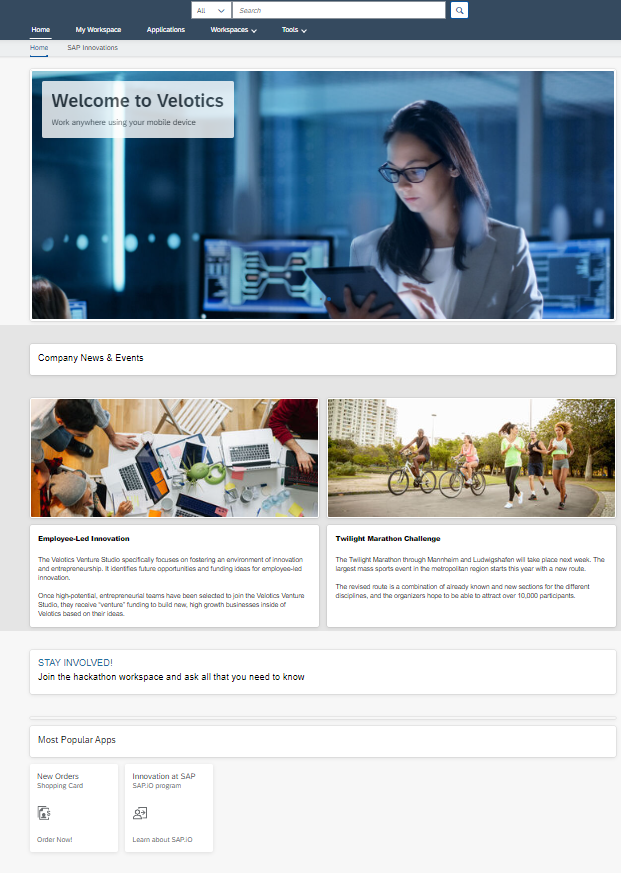 All
Search
Home
My Workspace
Applications
Workspaces
Tools
Home
SAP Innovations
Welcome to Velotics
Work anywhere using your mobile device
Company News & Events
Employee-Led Innovation
The Velotics Venture Studio specifically focuses on fostering an environment of innovation
and entrepreneurship. It identifies future opportunities and funding ideas for employee-led
innovation.
Once high-potential, entrepreneurial teams have been selected to join the Velotics Venture
Studio, they receive "venture" funding to build new, high growth businesses inside of
Velotics based on their ideas.
Twilight Marathon Challenge
The Twilight Marathon through Mannheim and Ludwigshafen will take place next week. The
largest mass sports event in the metropolitan region starts this year with a new route.
The revised route is a combination of already known and new sections for the different
disciplines, and the organizers hope to be able to attract over 10,000 participants.
STAY INVOLVED!
Join the hackathon workspace and ask all that you need to know
Most Popular Apps
New Orders
Shopping Card
Order Now!
Innovation at SAP
SAP.iO program
Learn about SAP.iO